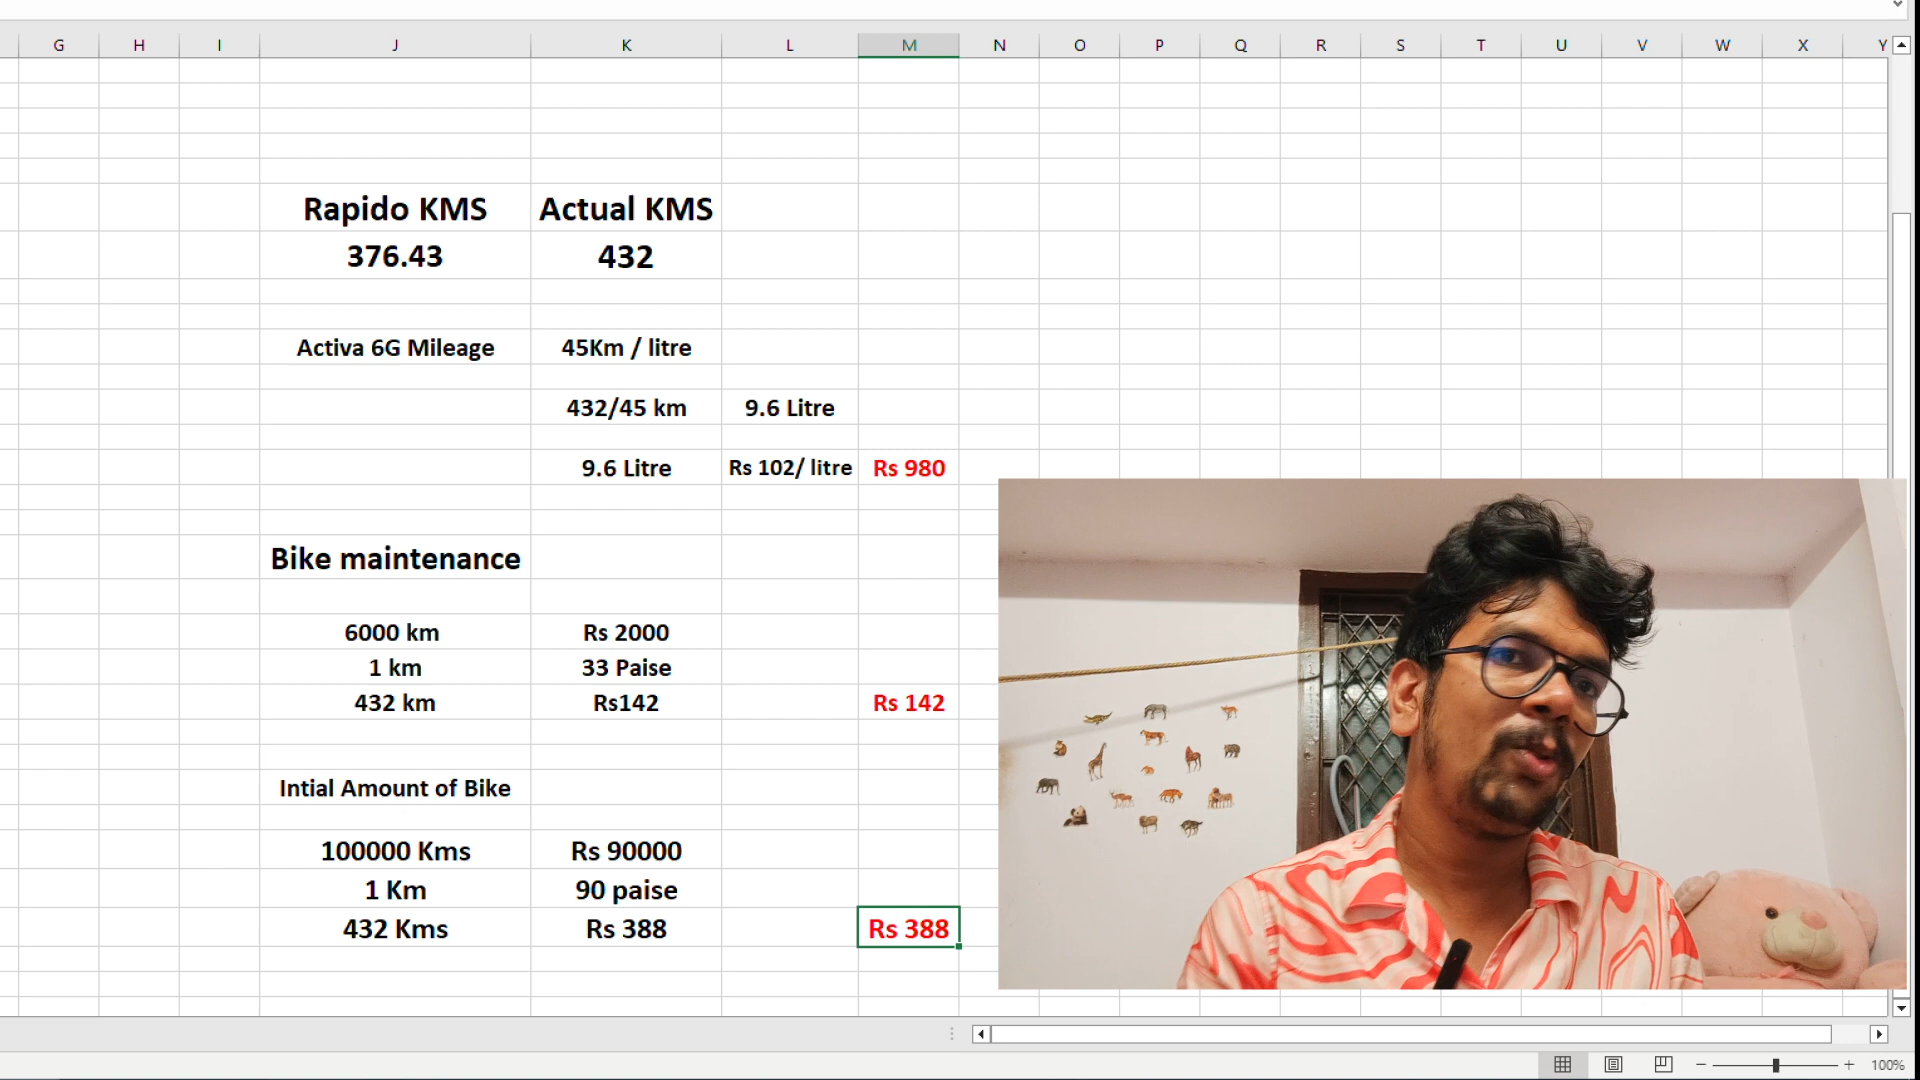 G H I J K L M N O P Q R S T U V W X Y
Rapido KMS Actual KMS
376.43 432
Activa 6G Mileage 45Km / litre
432/45 km 9.6 Litre
9.6 Litre Rs 102/ litre Rs 980
Bike maintenance
6000 km Rs 2000
1 km 33 Paise
432 km Rs142 Rs 142
Intial Amount of Bike
100000 Kms Rs 90000
1 Km 90 paise
432 Kms Rs 388 Rs 388
100%